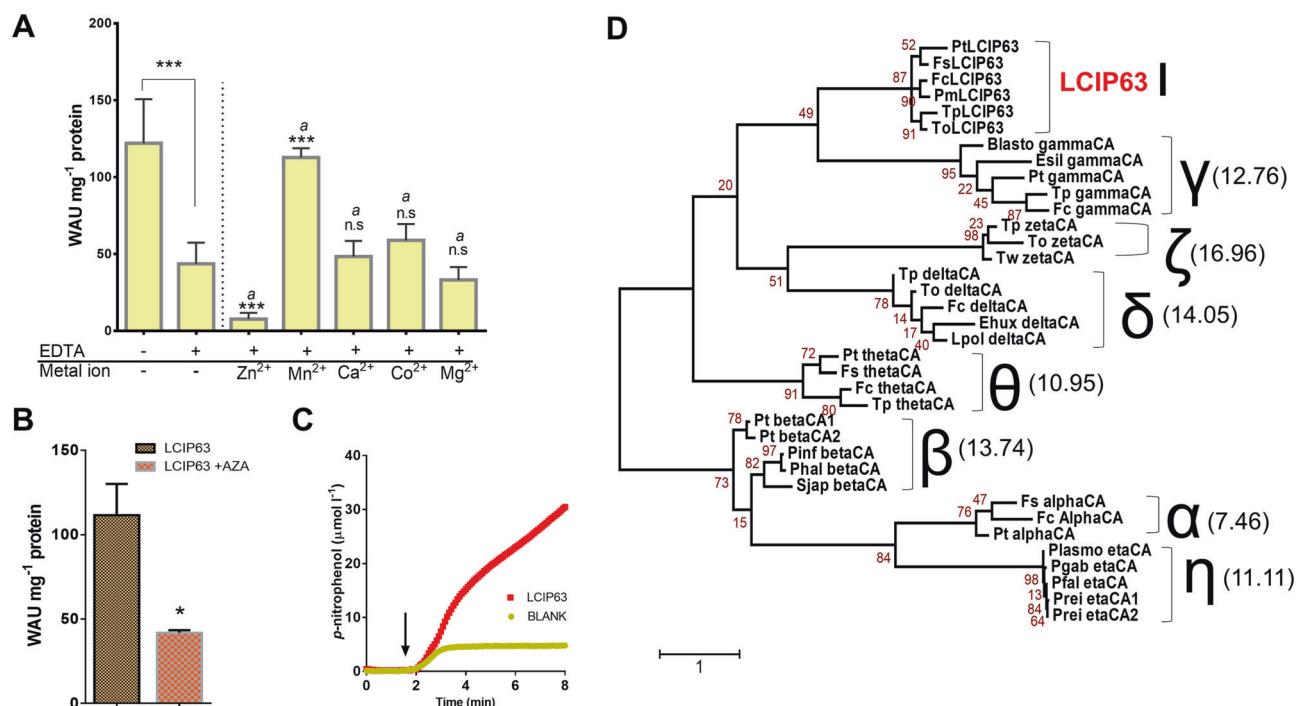 A
200
150
100
50
0
WAU mg-1 protein
***
a
***
a
***
a
n.s
a
n.s
a
n.s
EDTA - + + + + + +
Metal ion - - Zn2+ Mn2+ Ca2+ Co2+ Mg2+
B
LCIP63
LCIP63 +AZA
150
100
50
0
WAU mg-1 protein
*
C
40
30
20
10
0
p-nitrophenol (μmol l-1)
LCIP63
BLANK
0 2 4 6 8
Time (min)
D
52
PtLCIP63
FsLCIP63
87
FcLCIP63
PmLCIP63
90
TpLCIP63
91
ToLCIP63
LCIP63 I
49
Blasto gammaCA
Esil gammaCA
95
Pt gammaCA
22
Tp gammaCA
45
Fc gammaCA
87
γ (12.76)
20
23
Tp zetaCA
98
To zetaCA
Tw zetaCA
ζ (16.96)
51
Tp deltaCA
To deltaCA
78
Fc deltaCA
14
Ehux deltaCA
17
Lpol deltaCA
40
δ (14.05)
72
Pt thetaCA
Fs thetaCA
91
Fc thetaCA
80
Tp thetaCA
θ (10.95)
78
Pt betaCA1
Pt betaCA2
97
Pinf betaCA
82
Phal betaCA
73
Sjap betaCA
β (13.74)
15
47
Fs alphaCA
76
Fc AlphaCA
Pt alphaCA
α (7.46)
84
Plasmo etaCA
Pgab etaCA
98
Pfal etaCA
13
Prei etaCA1
84
Prei etaCA2
64
η (11.11)
1